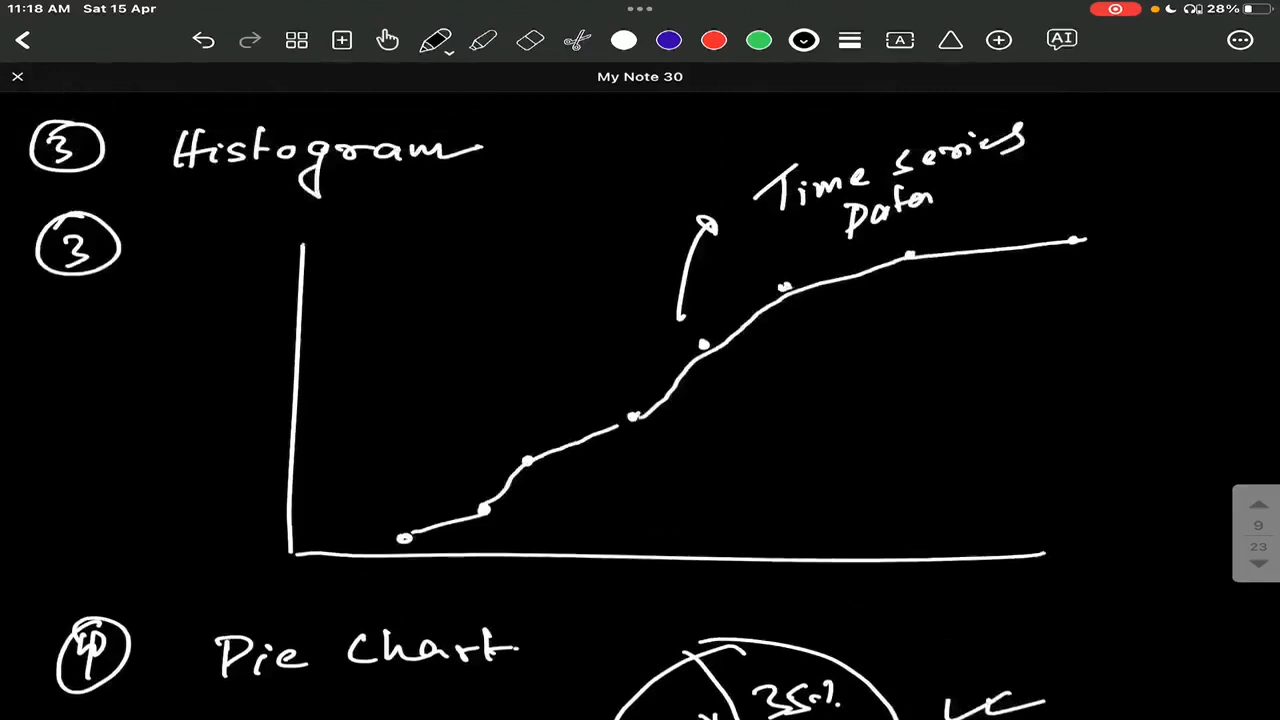 11:18 AM Sat 15 Apr
28%
A
AI
My Note 30
3 Histogram
Time series
Data
3
9
23
4 Pie Chart
35%